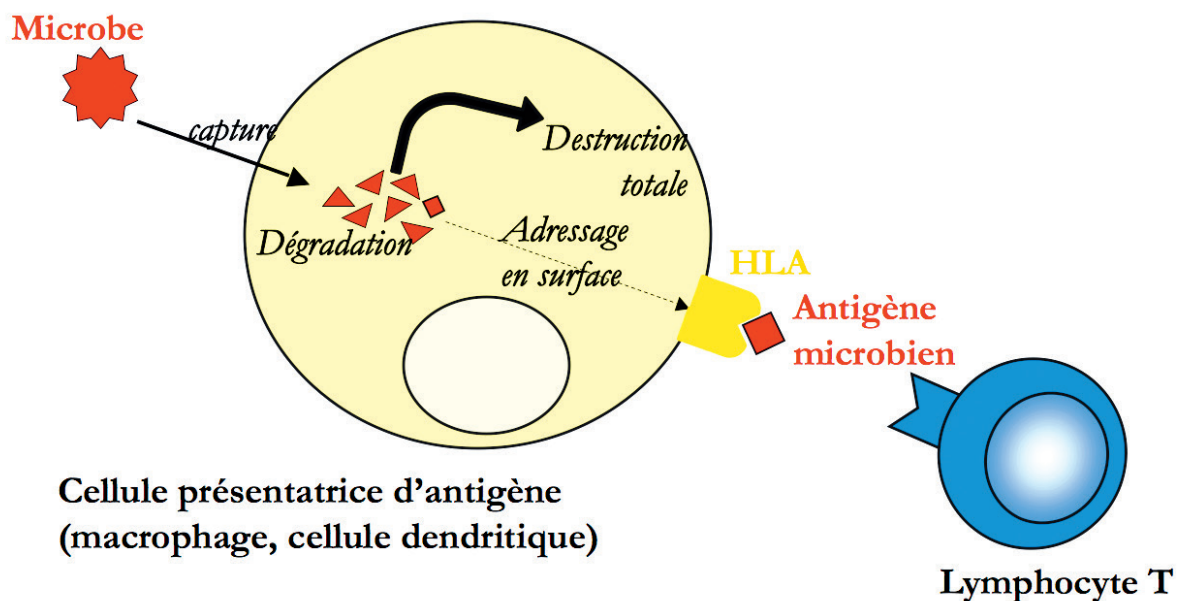 Microbe
capture
Destruction
totale
Dégradation
Adressage
en surface
HLA
Antigène
microbien
Cellule présentatrice d’antigène
(macrophage, cellule dendritique)
Lymphocyte T